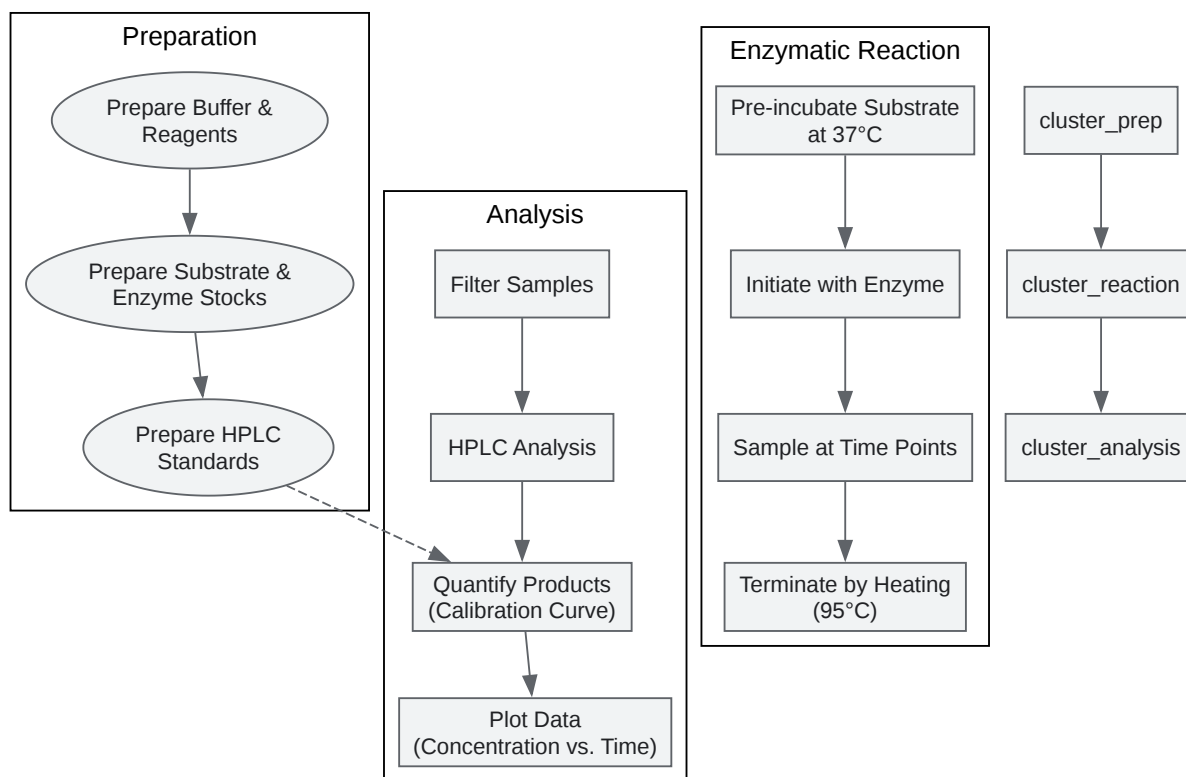 Preparation
Prepare Buffer &
Reagents
Prepare Substrate &
Enzyme Stocks
Prepare HPLC
Standards
Analysis
Filter Samples
HPLC Analysis
Quantify Products
(Calibration Curve)
Plot Data
(Concentration vs. Time)
Enzymatic Reaction
Pre-incubate Substrate
at 37°C
Initiate with Enzyme
Sample at Time Points
Terminate by Heating
(95°C)
cluster_prep
cluster_reaction
cluster_analysis